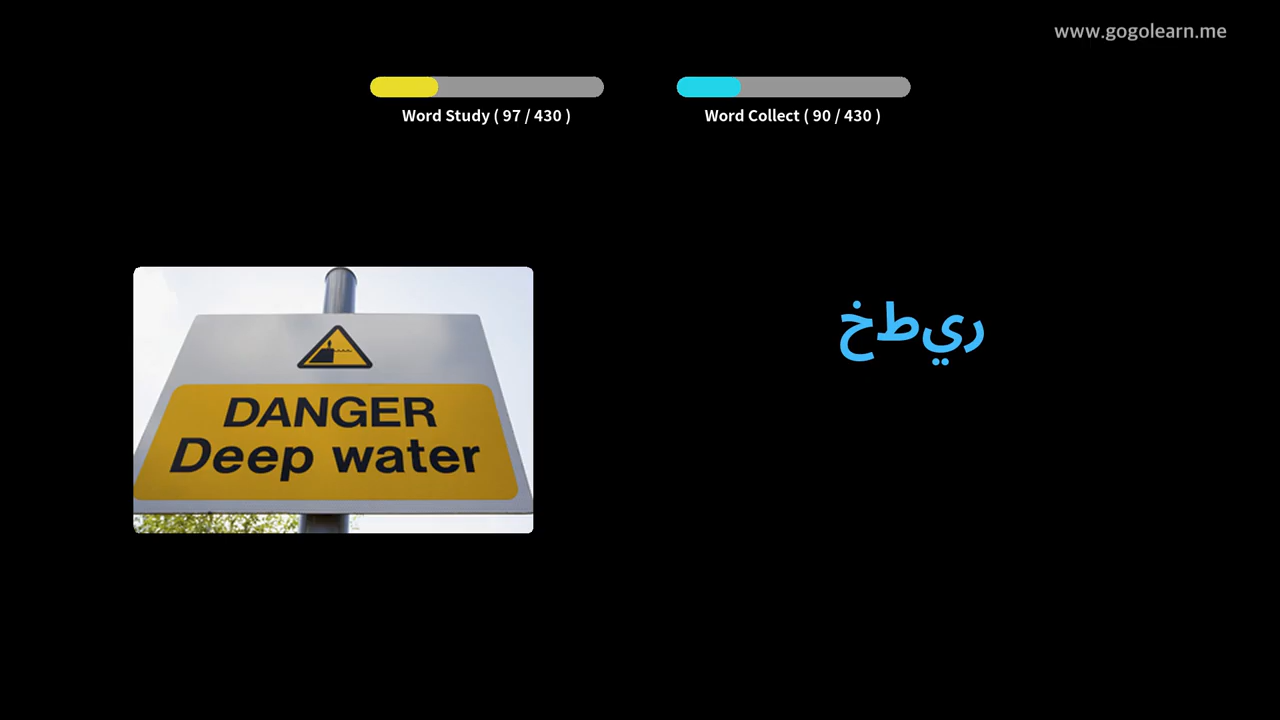 www.gogolearn.me
Word Study ( 97 / 430 )
Word Collect ( 90 / 430 )
ريطخ
DANGER
Deep water